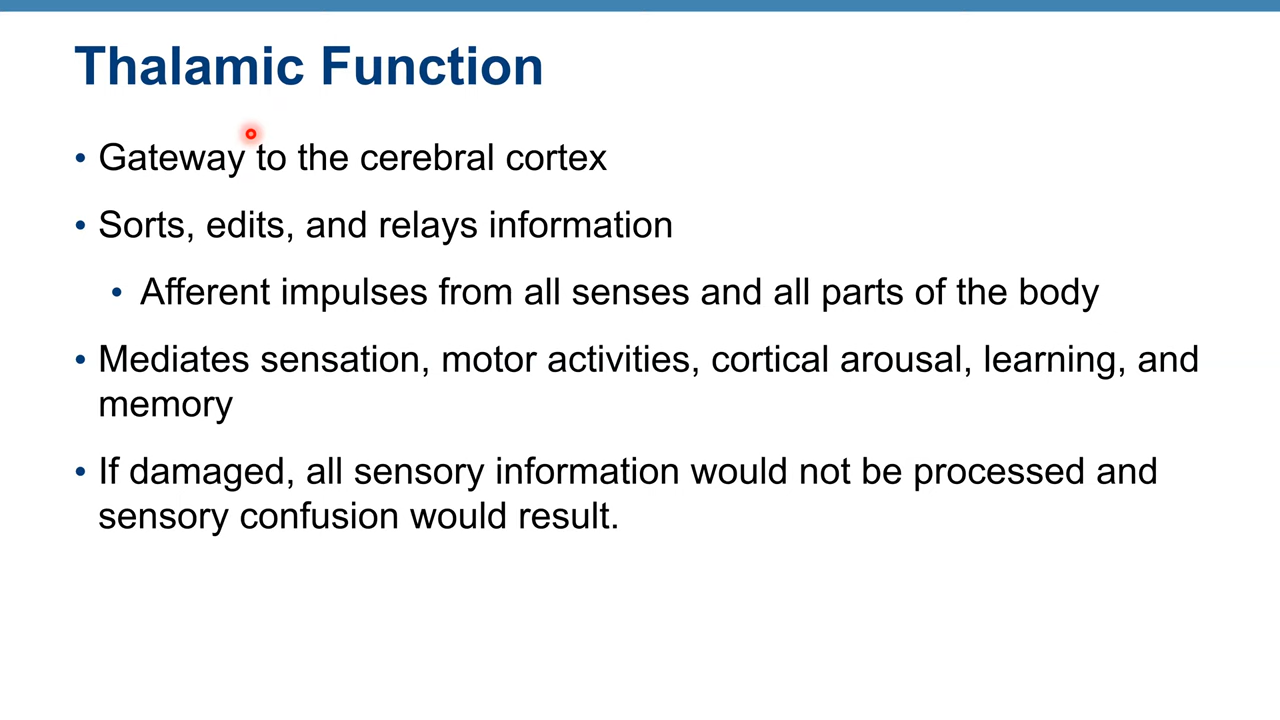 Thalamic Function
• Gateway to the cerebral cortex
• Sorts, edits, and relays information
• Afferent impulses from all senses and all parts of the body
• Mediates sensation, motor activities, cortical arousal, learning, and
memory
• If damaged, all sensory information would not be processed and
sensory confusion would result.